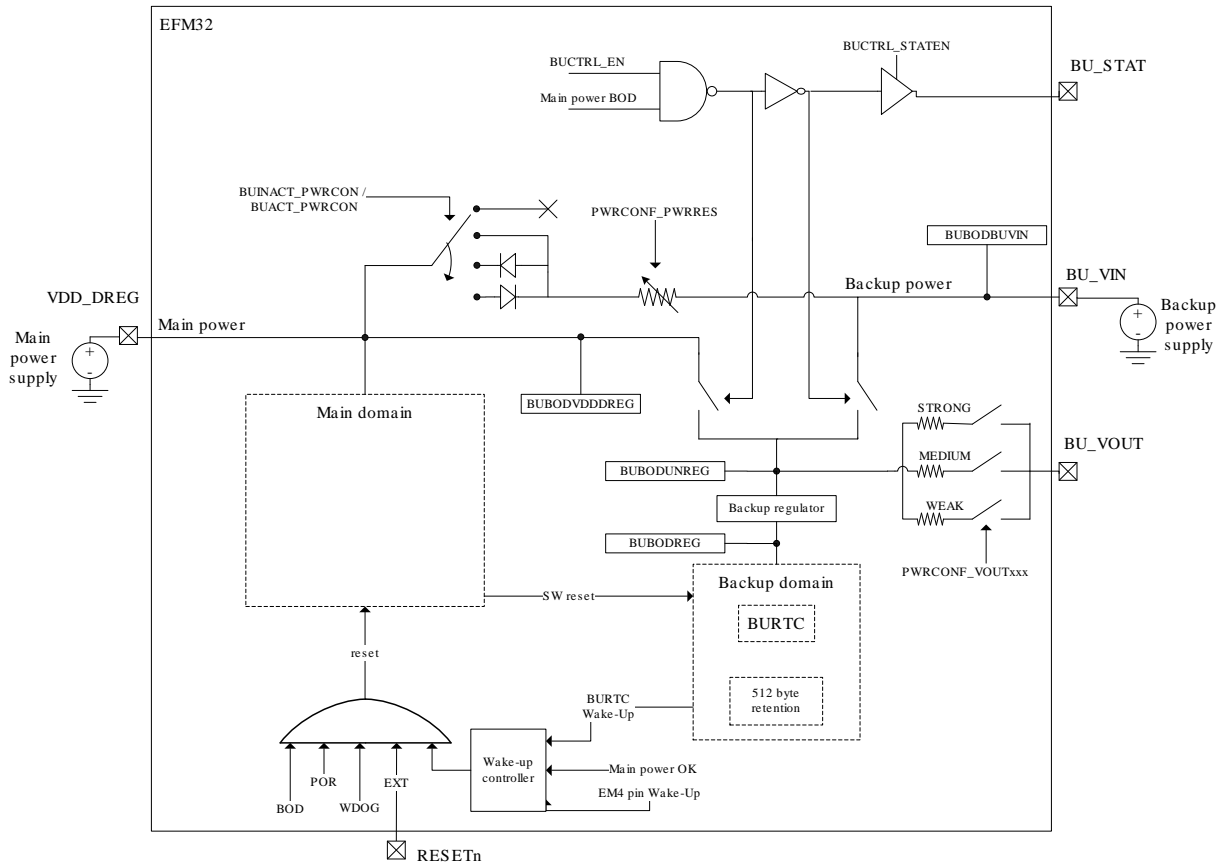 EFM32
BUCTRL_STATEN
BU_STAT
BUCTRL_EN
Main power BOD
BUINACT_PWRCON /
BUACT_PWRCON
PWRCONF_PWRRES
BUBODBUVIN
BU_VIN
VDD_DREG
Backup power
Main power
Main
power
supply
+
-
+
-
Backup
power
supply
Main domain
BUBODVDDDREG
STRONG
BU_VOUT
MEDIUM
BUBODUNREG
WEAK
Backup regulator
BUBODREG
PWRCONF_VOUTxxx
Backup domain
SW reset
BURTC
reset
512 byte
retention
BURTC
Wake-Up
Wake-up
controller
Main power OK
EM4 pin Wake-Up
BOD
POR
WDOG
EXT
RESETn